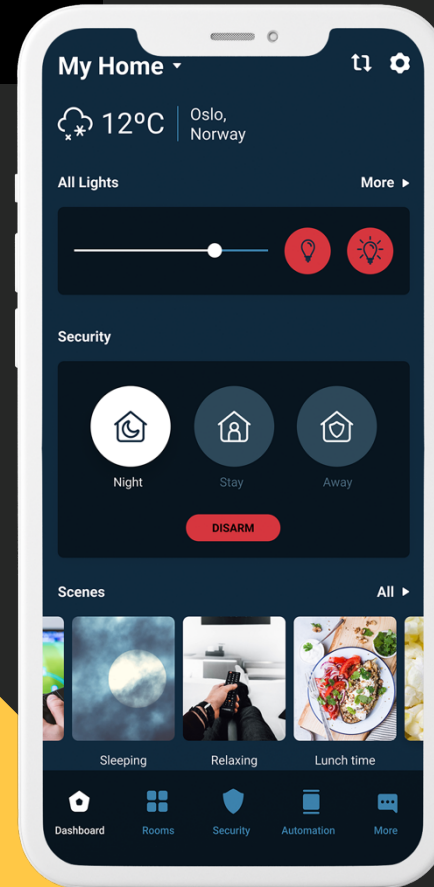 My Home
12ºC
Oslo,
Norway
All Lights
More
Security
Night
Stay
Away
DISARM
Scenes
All
Sleeping
Relaxing
Lunch time
Dashboard
Rooms
Security
Automation
More